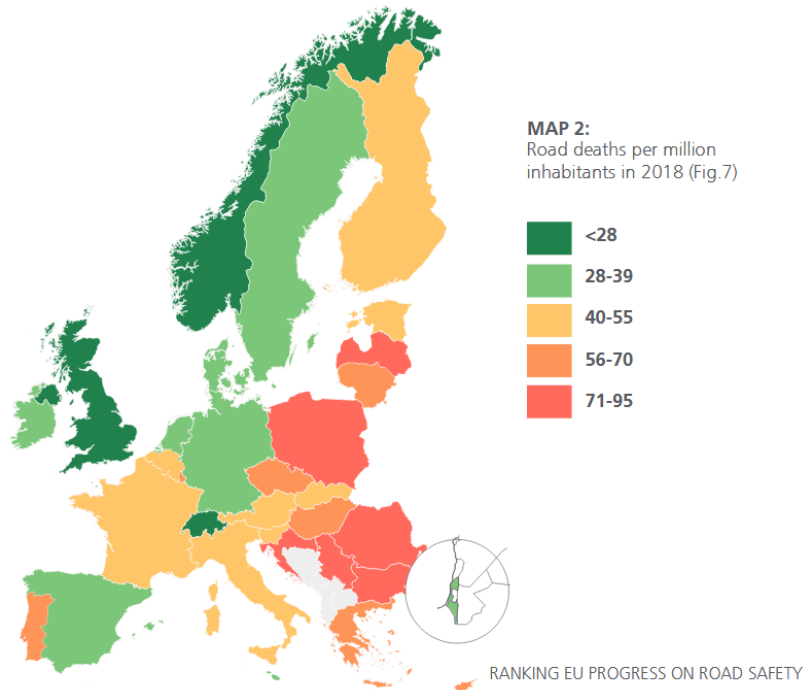 MAP 2:
Road deaths per million
inhabitants in 2018 (Fig.7)
<28
28-39
40-55
56-70
71-95
RANKING EU PROGRESS ON ROAD SAFETY